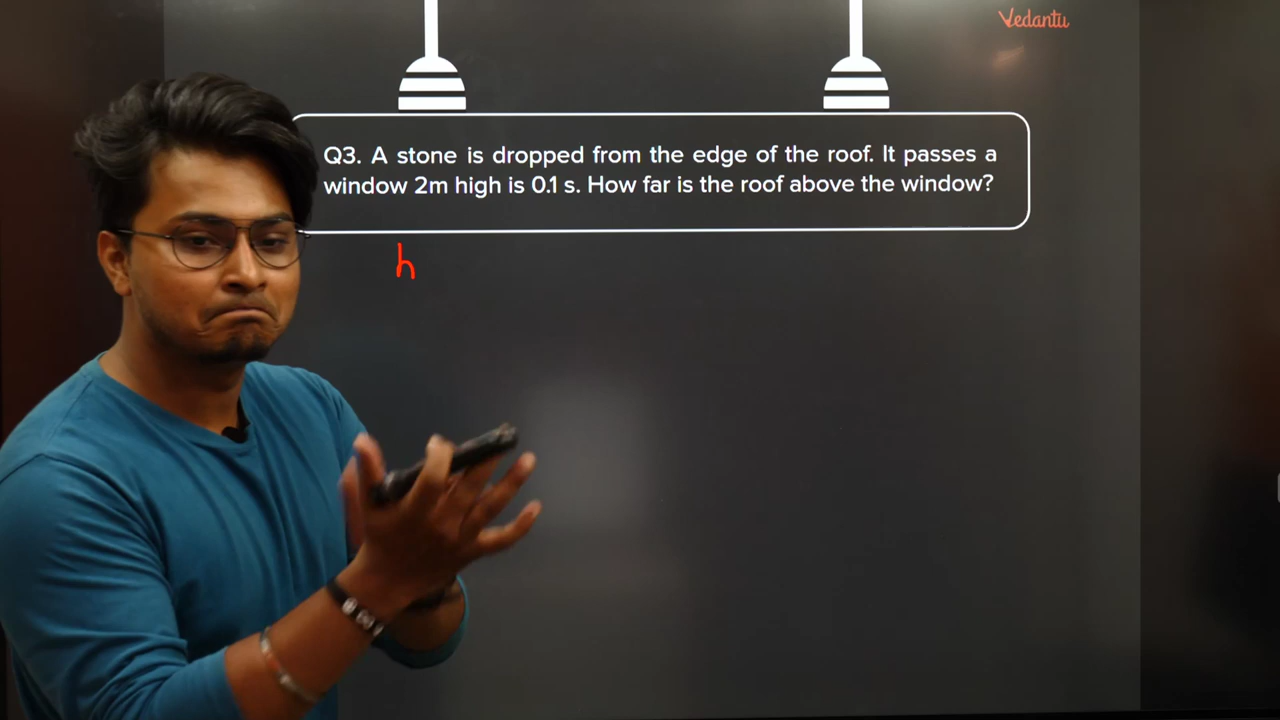 Vedantu
Q3. A stone is dropped from the edge of the roof. It passes a
window 2m high is 0.1 s. How far is the roof above the window?
h